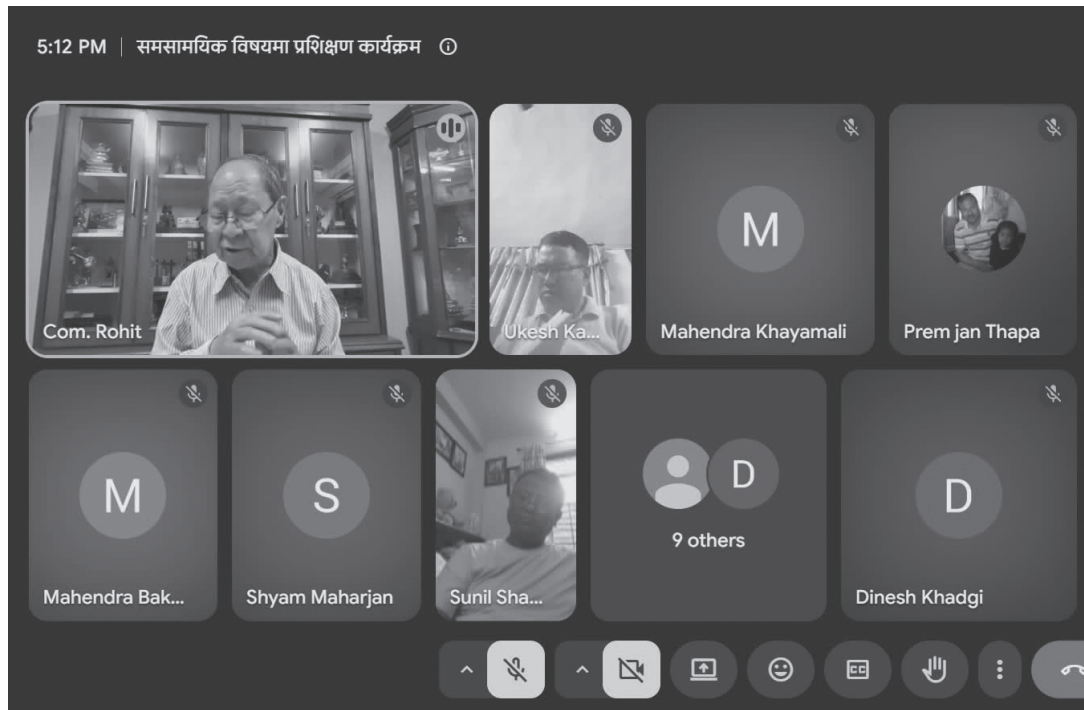 5:12 PM | समसामयिक विषयमा प्रशिक्षण कार्यक्रम
Com. Rohit
Ukesh Ka...
M
Mahendra Khayamali
Prem jan Thapa
M
Mahendra Bak...
S
Shyam Maharjan
Sunil Sha...
D
9 others
D
Dinesh Khadgi
CC